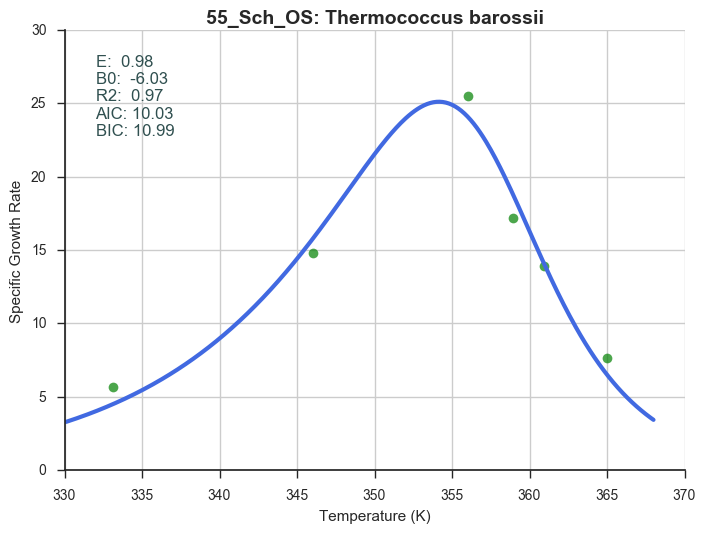 55_Sch_OS: Thermococcus barossii
E:  0.98
B0:  -6.03
R2:  0.97
AIC: 10.03
BIC: 10.99
Specific Growth Rate
30
25
20
15
10
5
0
330 335 340 345 350 355 360 365 370
Temperature (K)